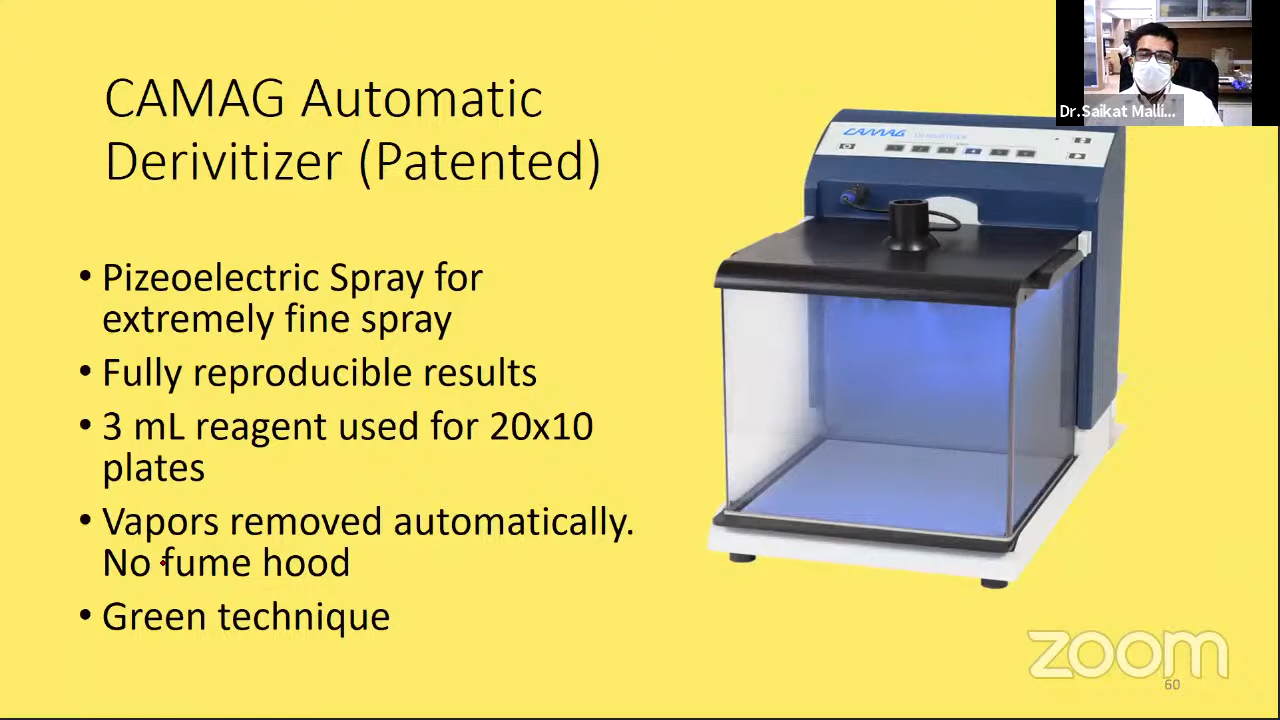 CAMAG Automatic
Derivitizer (Patented)
• Pizeoelectric Spray for
extremely fine spray
• Fully reproducible results
• 3 mL reagent used for 20x10
plates
• Vapors removed automatically.
No fume hood
• Green technique
CAMAG DERIVATIZER
Dr.Saikat Malli...
zoom
60